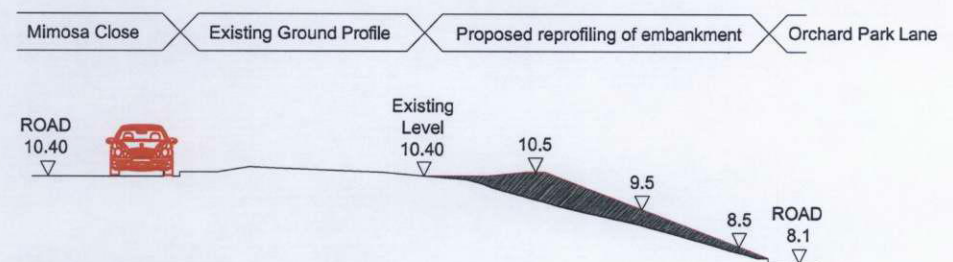 Mimosa Close
Existing Ground Profile
Proposed reprofiling of embankment
Orchard Park Lane
ROAD
10.40
Existing
Level
10.40
10.5
9.5
8.5
ROAD
8.1